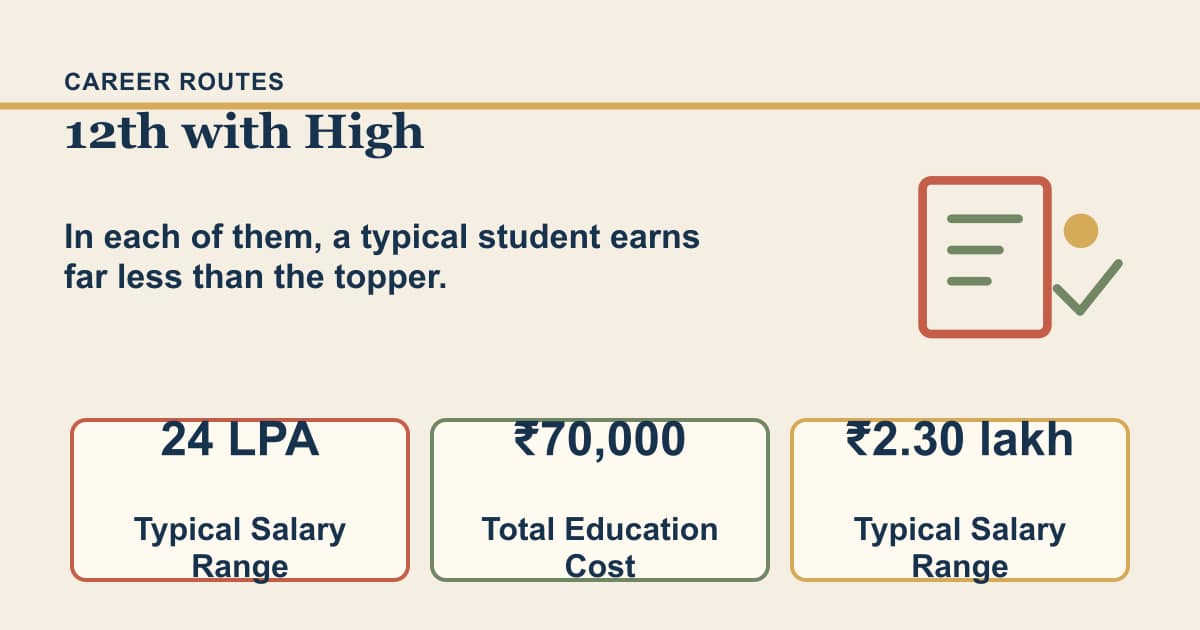 CAREER ROUTES
12th with High
In each of them, a typical student earns
far less than the topper.
24 LPA
Typical Salary
Range
₹70,000
Total Education
Cost
₹2.30 lakh
Typical Salary
Range